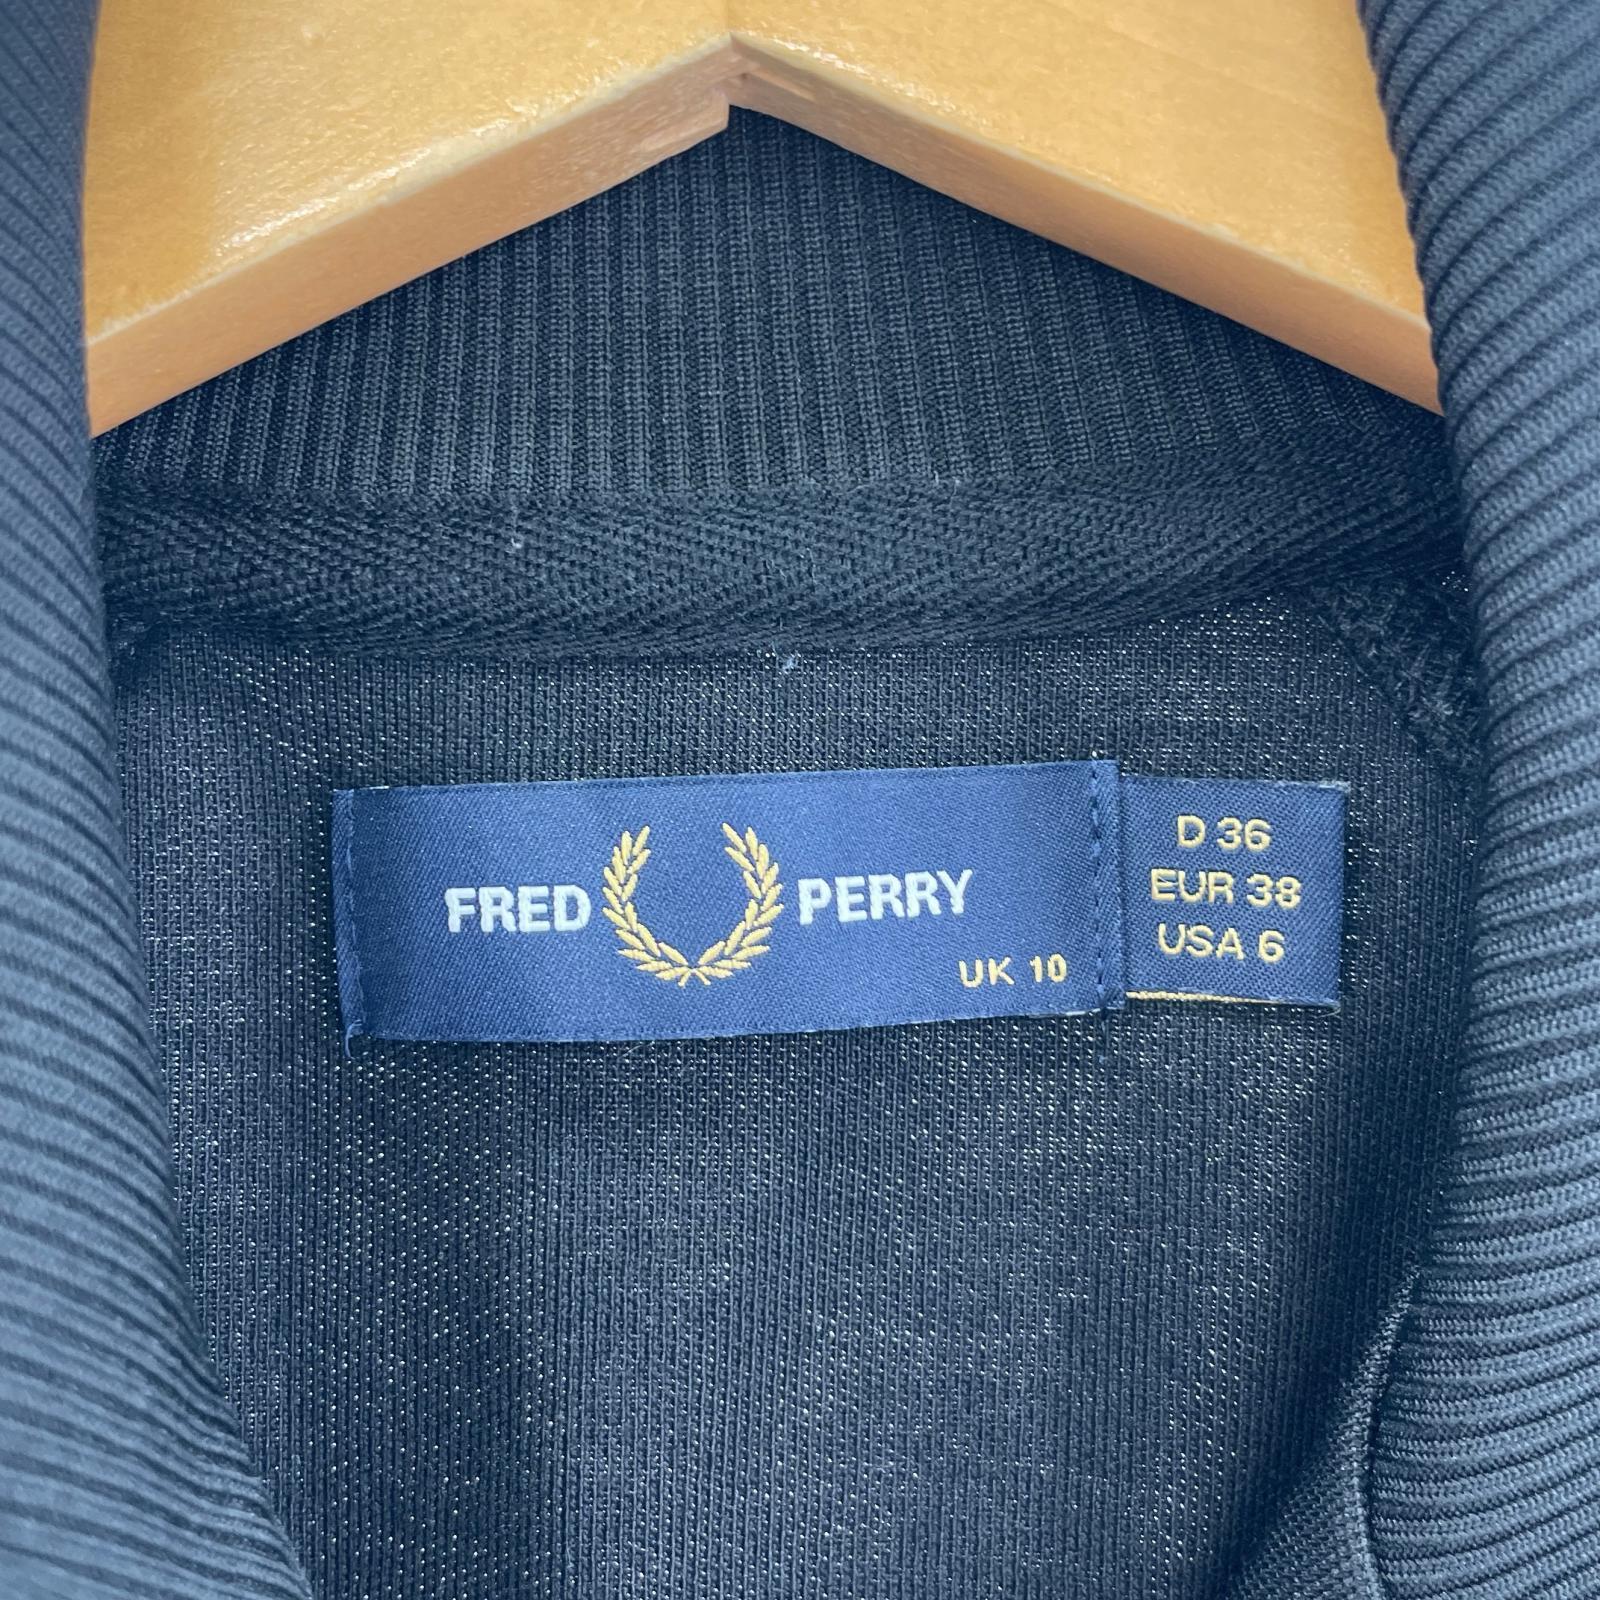 FRED PERRY
UK 10
D 36
EUR 38
USA 6